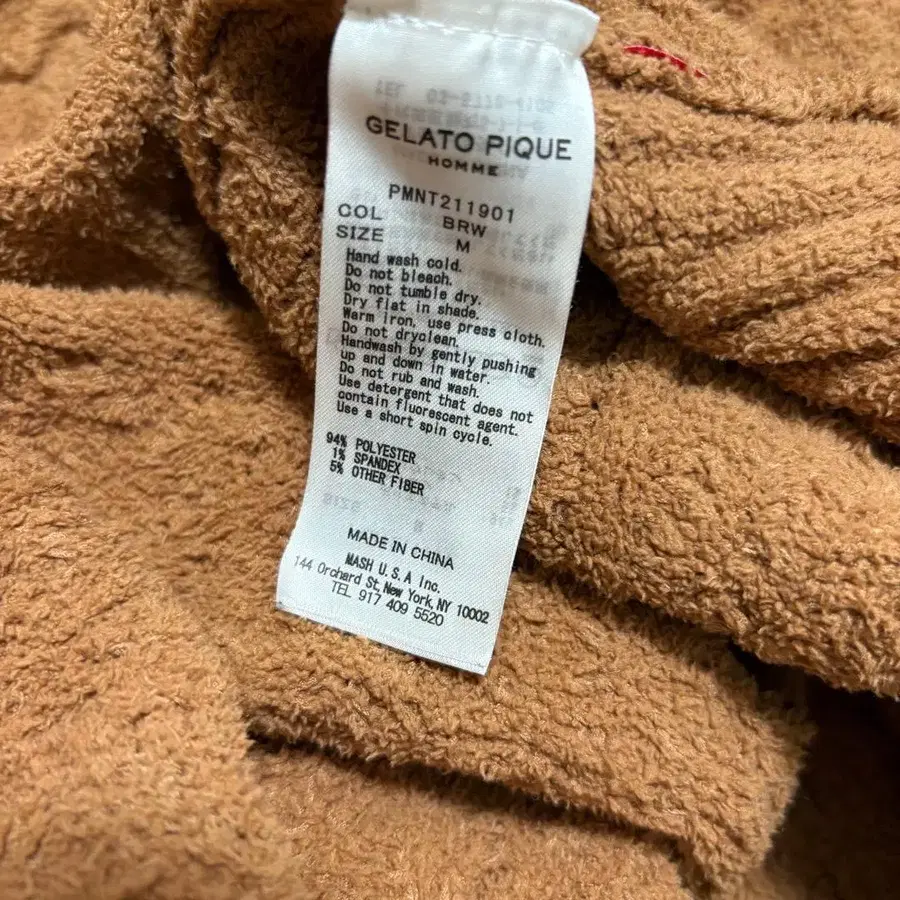 GELATO PIQUE
HOMME
PMNT211901
COL BRW
SIZE M
Hand wash cold.
Do not bleach.
Do not tumble dry.
Dry flat in shade.
Warm iron, use press cloth.
Do not dryclean.
Handwash by gently pushing
up and down in water.
Do not rub and wash.
Use detergent that does not
contain fluorescent agent.
Use a short spin cycle.
94% POLYESTER
1% SPANDEX
5% OTHER FIBER
MADE IN CHINA
MASH U.S.A Inc.
144 Orchard St, New York, NY 10002
TEL 917 409 5520